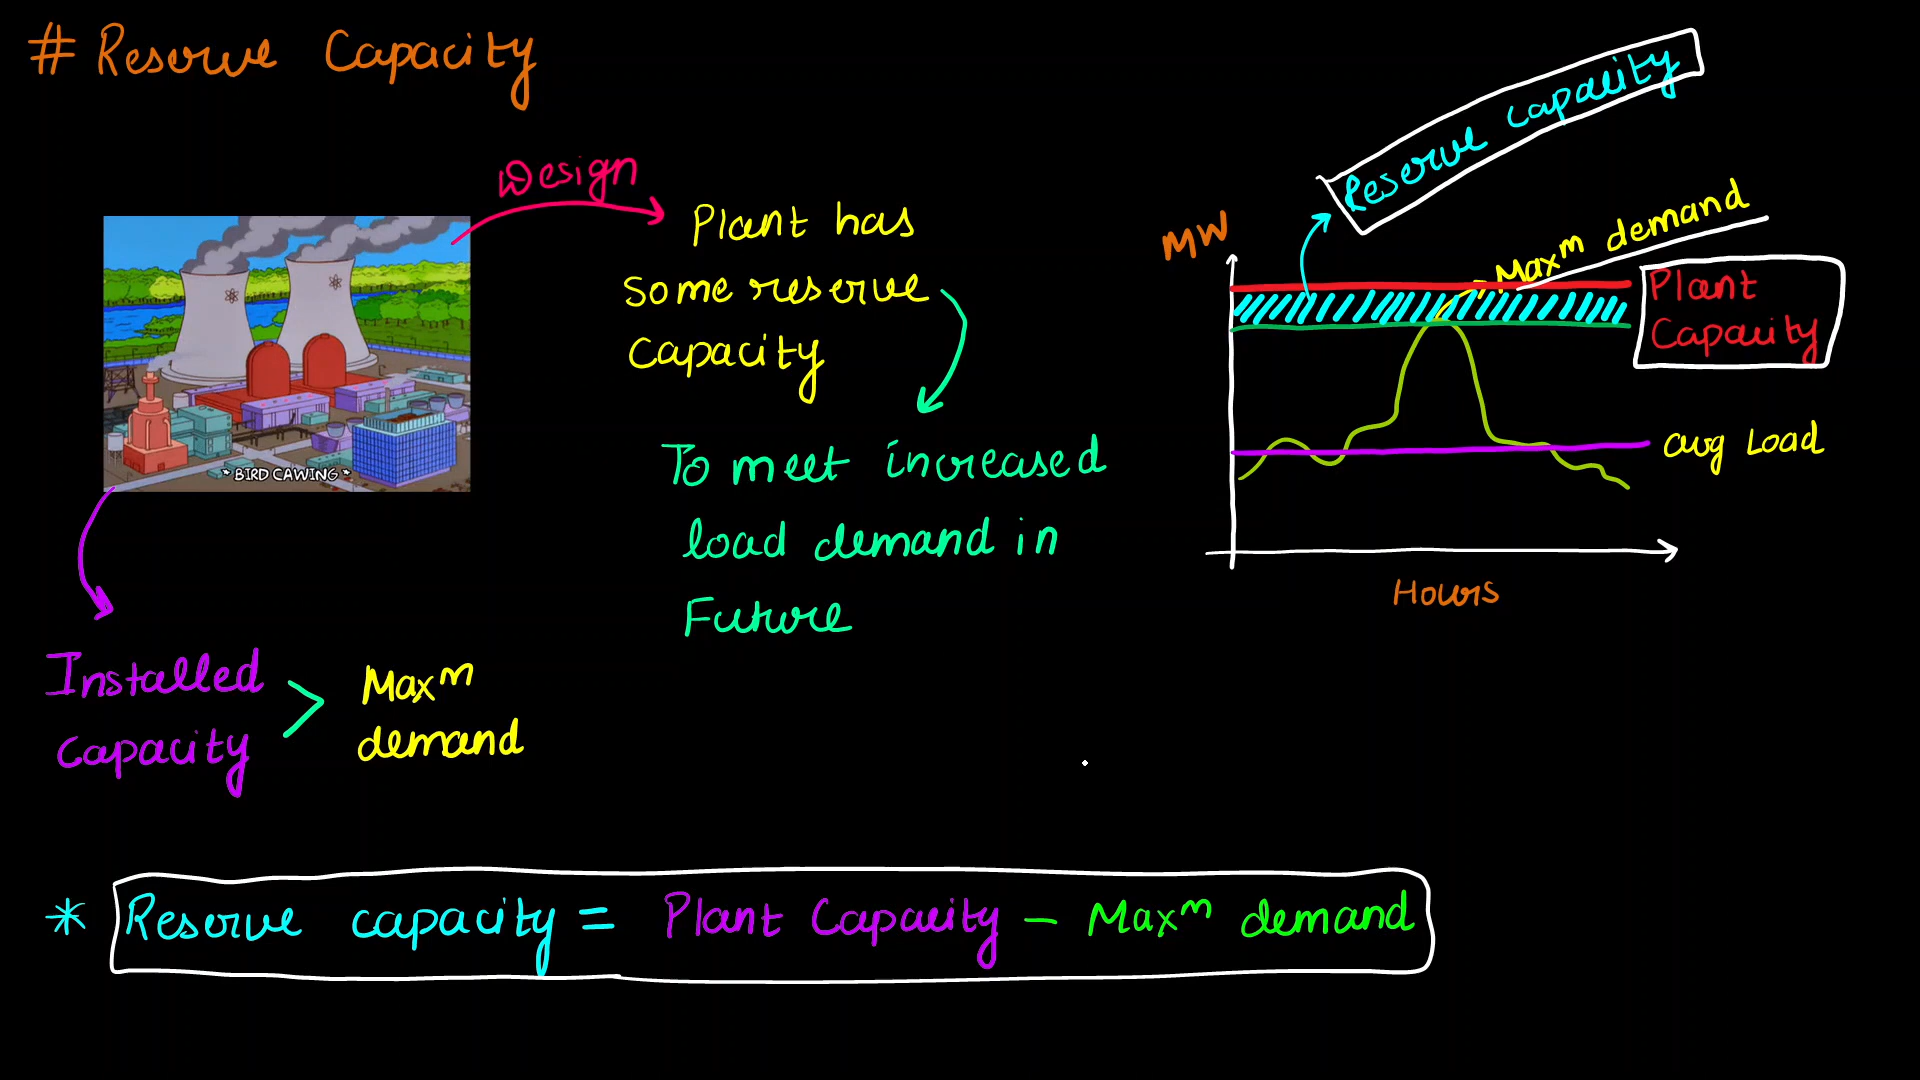 # Reserve Capacity
Design
Plant has
some reserve
capacity
To meet increased
load demand in
Future
* BIRD CAWING *
Installed
capacity
>
Maxᵐ
demand
Reserve capacity
MW
Maxᵐ demand
Plant
Capacity
avg Load
Hours
* Reserve capacity = Plant Capacity - Maxᵐ demand